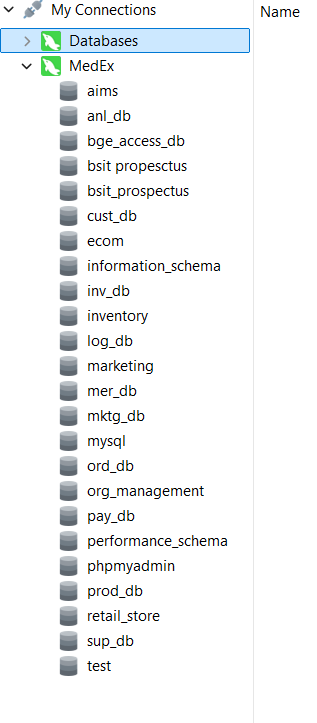 My Connections
Name
Databases
MedEx
aims
anl_db
bge_access_db
bsit propesctus
bsit_prospectus
cust_db
ecom
information_schema
inv_db
inventory
log_db
marketing
mer_db
mktg_db
mysql
ord_db
org_management
pay_db
performance_schema
phpmyadmin
prod_db
retail_store
sup_db
test